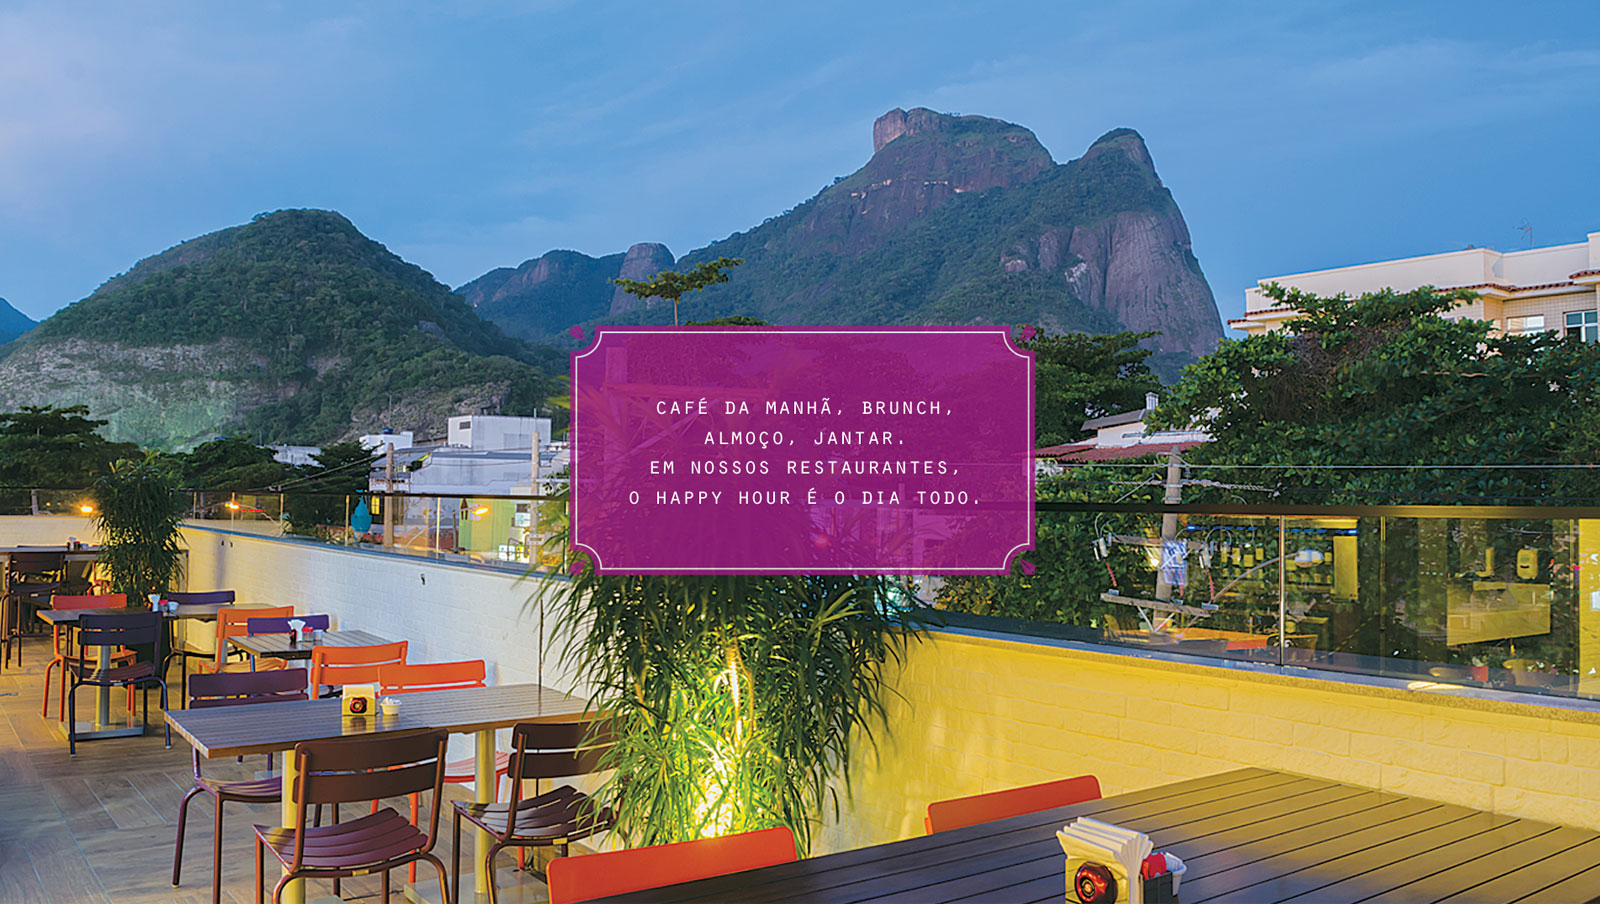 CAFÉ DA MANHÃ, BRUNCH,
ALMOÇO, JANTAR.
EM NOSSOS RESTAURANTES,
O HAPPY HOUR É O DIA TODO.